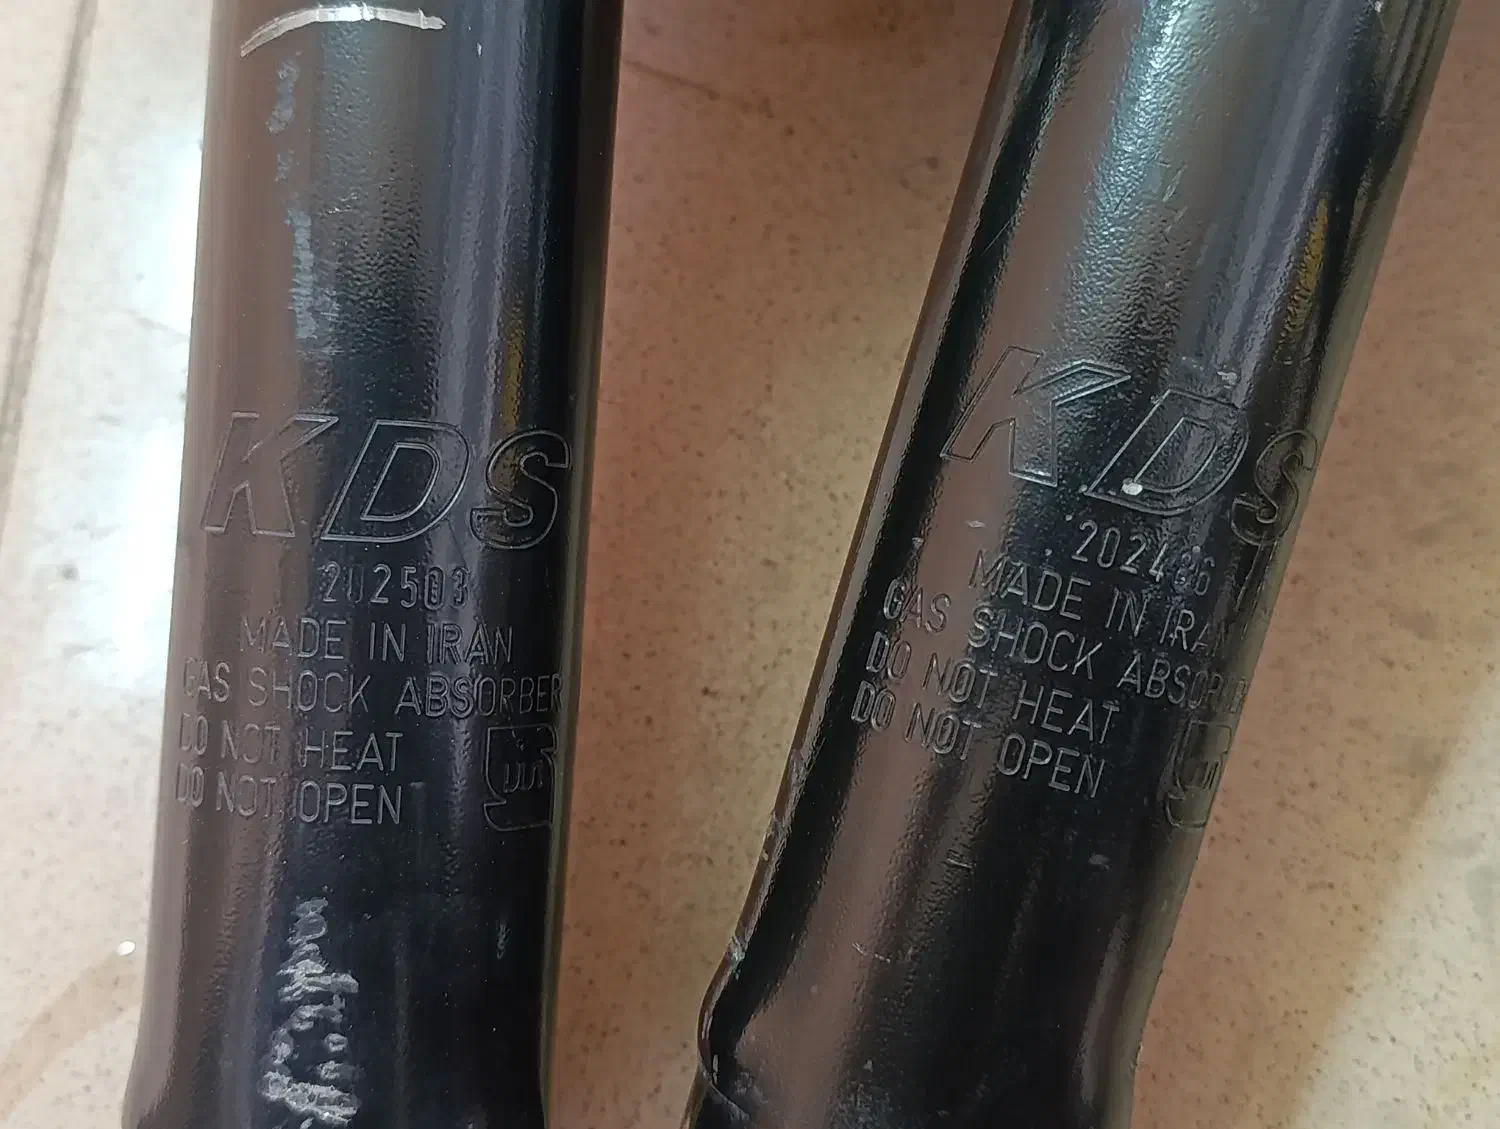 KDS
202503
MADE IN IRAN
GAS SHOCK ABSORBER
DO NOT HEAT
DO NOT OPEN
KDS
MADE IN IRAN
GAS SHOCK ABSORBER
DO NOT HEAT
DO NOT OPEN